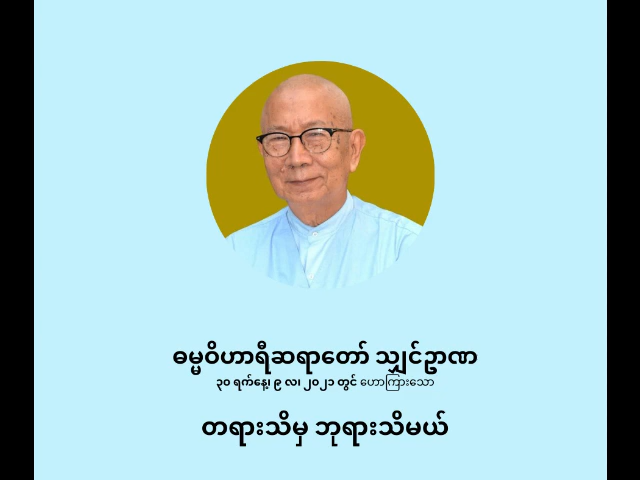 ဓမ္မဝိဟာရီဆရာတော် သျှင်ဥာဏ
၃၀ ရက်နေ့၊ ၉ လ၊ ၂၀၂၁ တွင် ဟောကြားသော
တရားသိမှ ဘုရားသိမယ်